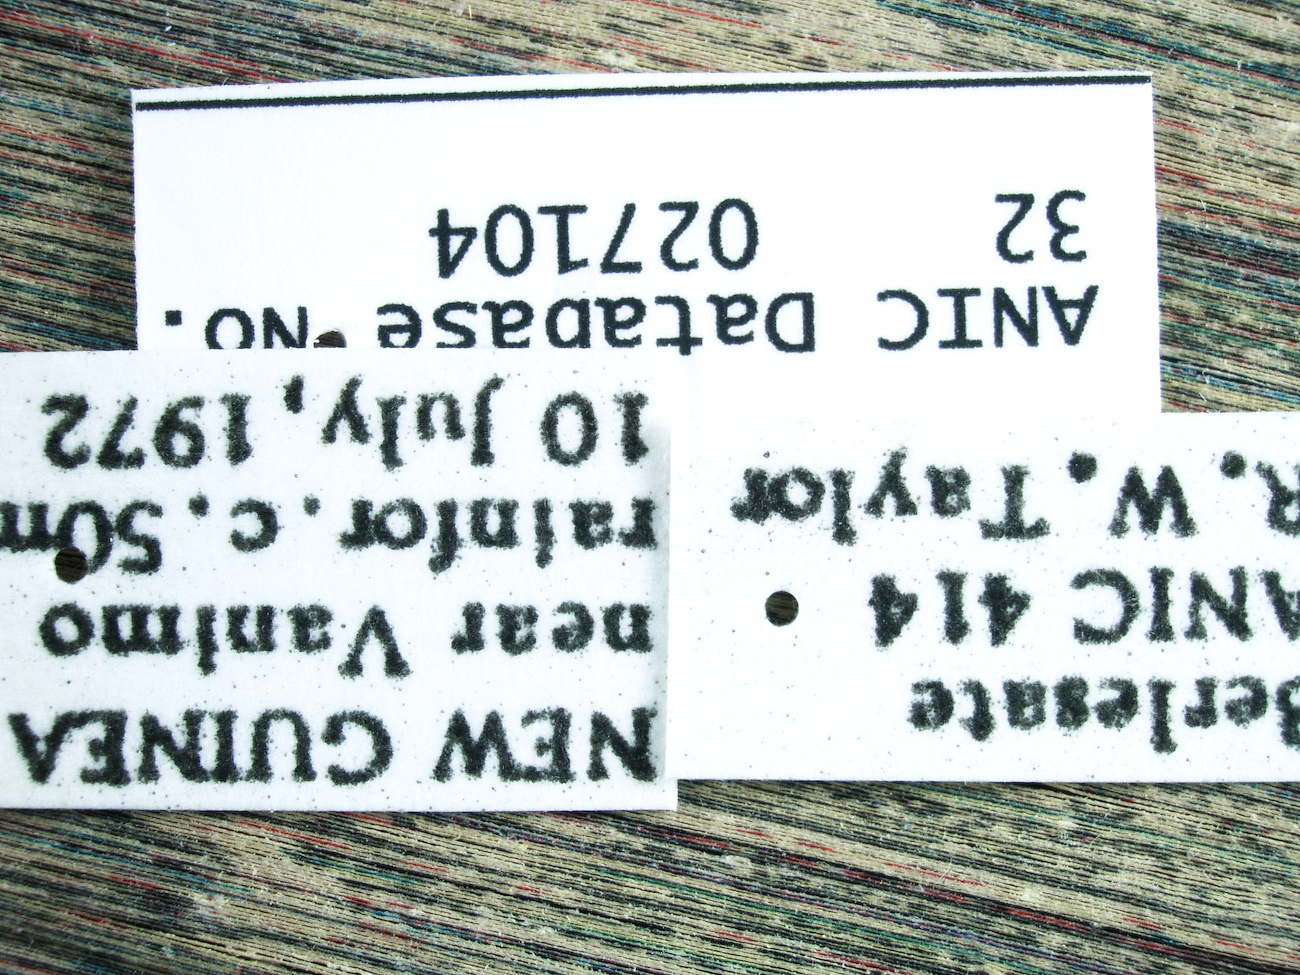 NEW GUINEA
near Vanimo
rainfor. c. 50m
10 July, 1972
Berlesate
ANIC 414
R. W. Taylor
ANIC Database No.
32 027104